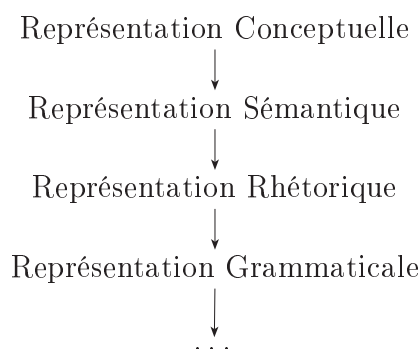 Représentation Conceptuelle
Représentation Sémantique
Représentation Rhétorique
Représentation Grammaticale
...